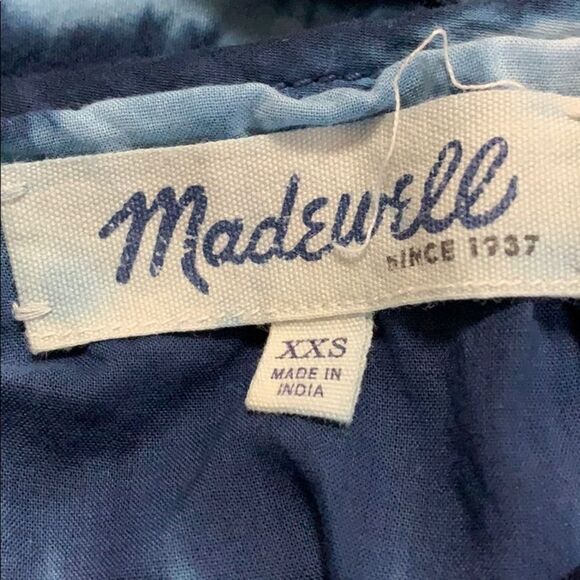 Madewell
SINCE 1937
XXS
MADE IN
INDIA